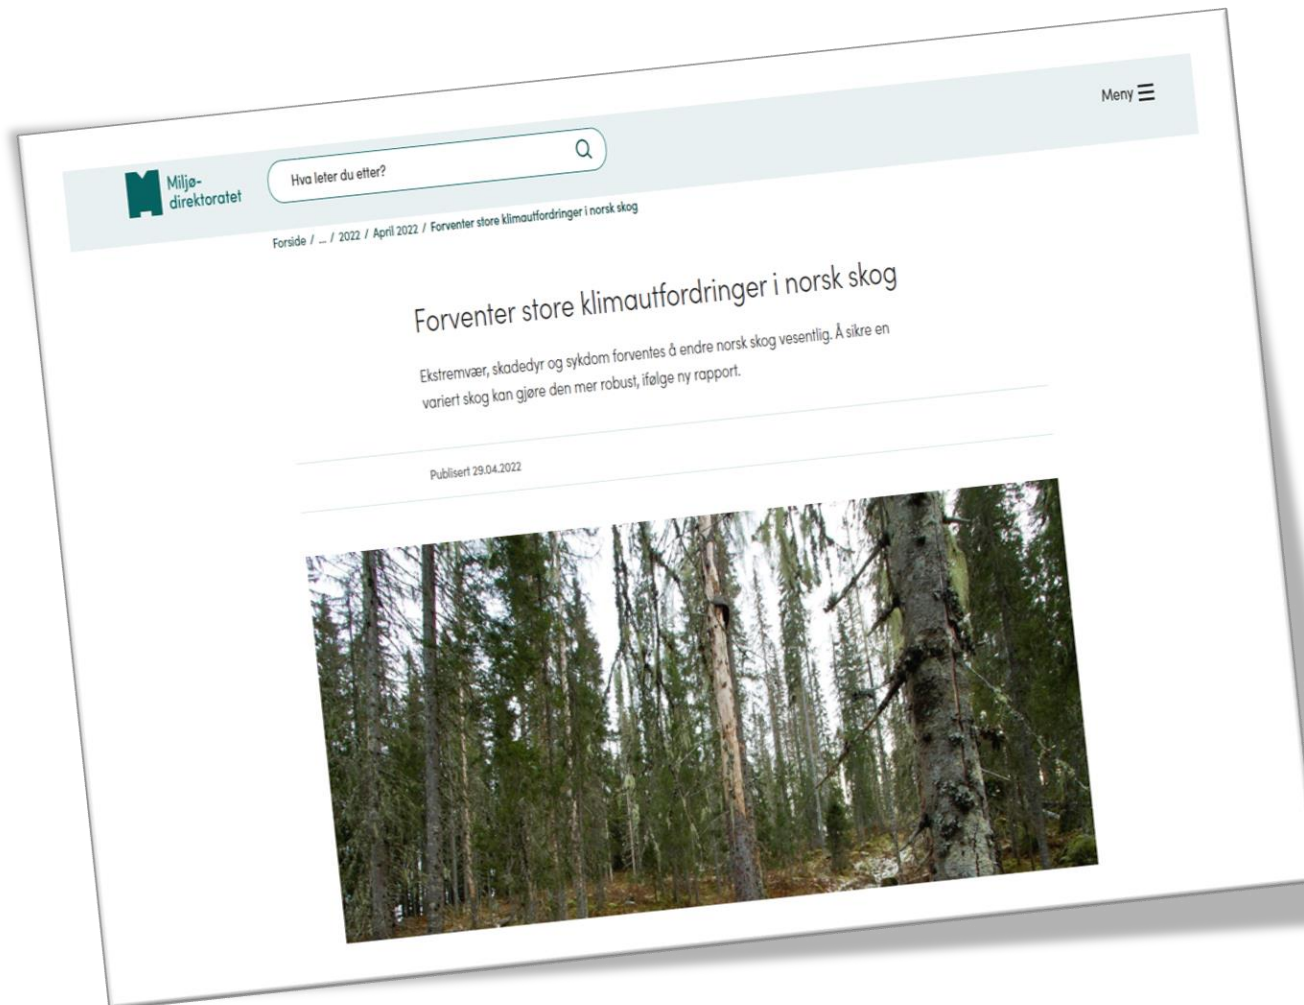 Meny
Miljø-
direktoratet
Hva leter du etter?
Forside / ... / 2022 / April 2022 / Forventer store klimautfordringer i norsk skog
Forventer store klimautfordringer i norsk skog
Ekstremvær, skadedyr og sykdom forventes å endre norsk skog vesentlig. Å sikre en
variert skog kan gjøre den mer robust, ifølge ny rapport.
Publisert 29.04.2022